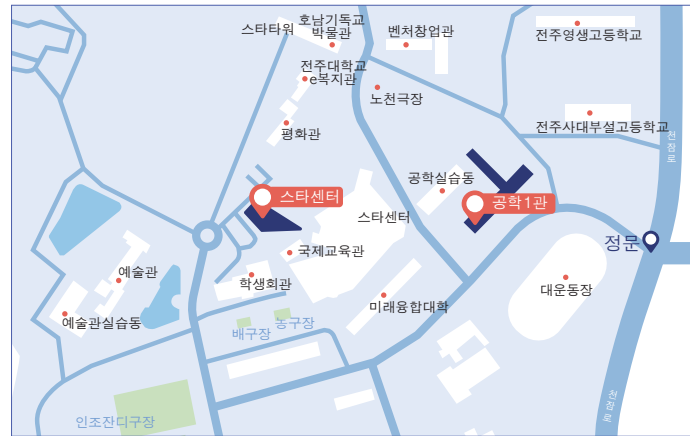 호남기독교
박물관
스타타워
벤처창업관
전주영생고등학교
전주대학교
e복지관
노천극장
평화관
전주사대부설고등학교
천잠로
공학실습동
스타센터
공학1관
스타센터
정문
국제교육관
예술관
학생회관
대운동장
미래융합대학
예술관실습동
농구장
배구장
천잠로
인조잔디구장